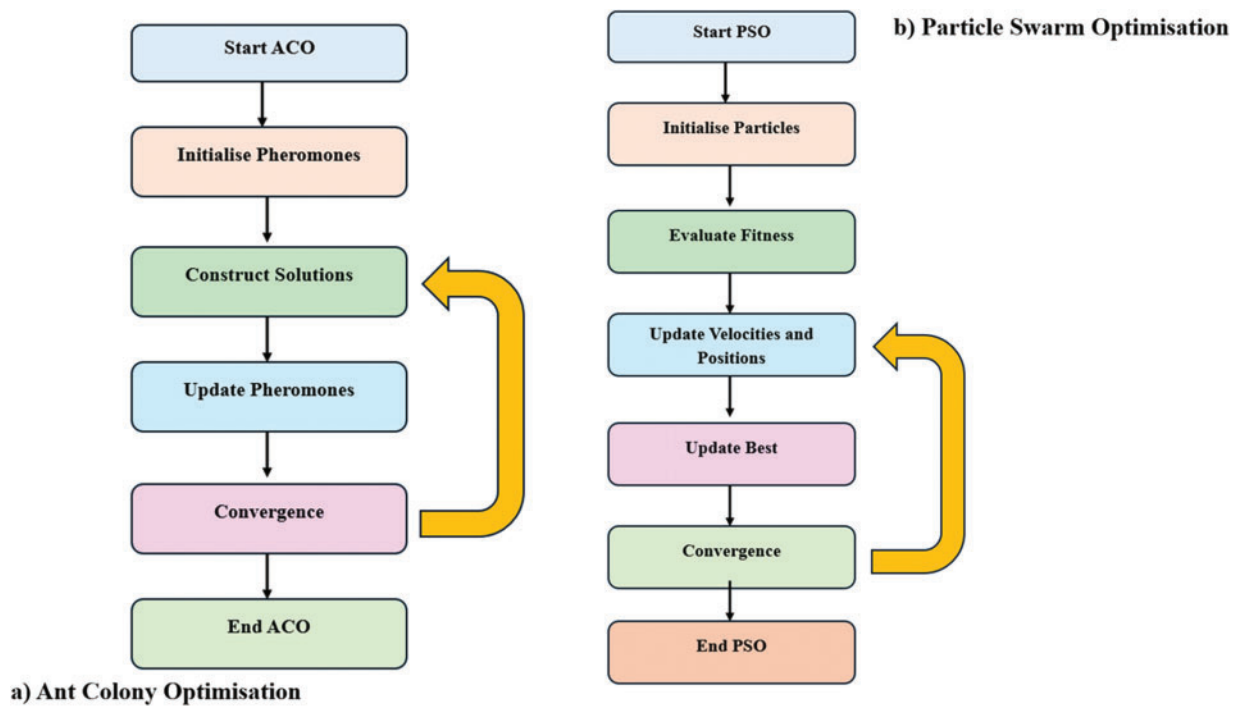 Start ACO
Initialise Pheromones
Construct Solutions
Update Pheromones
Convergence
End ACO
a) Ant Colony Optimisation
b) Particle Swarm Optimisation
Start PSO
Initialise Particles
Evaluate Fitness
Update Velocities and
Positions
Update Best
Convergence
End PSO